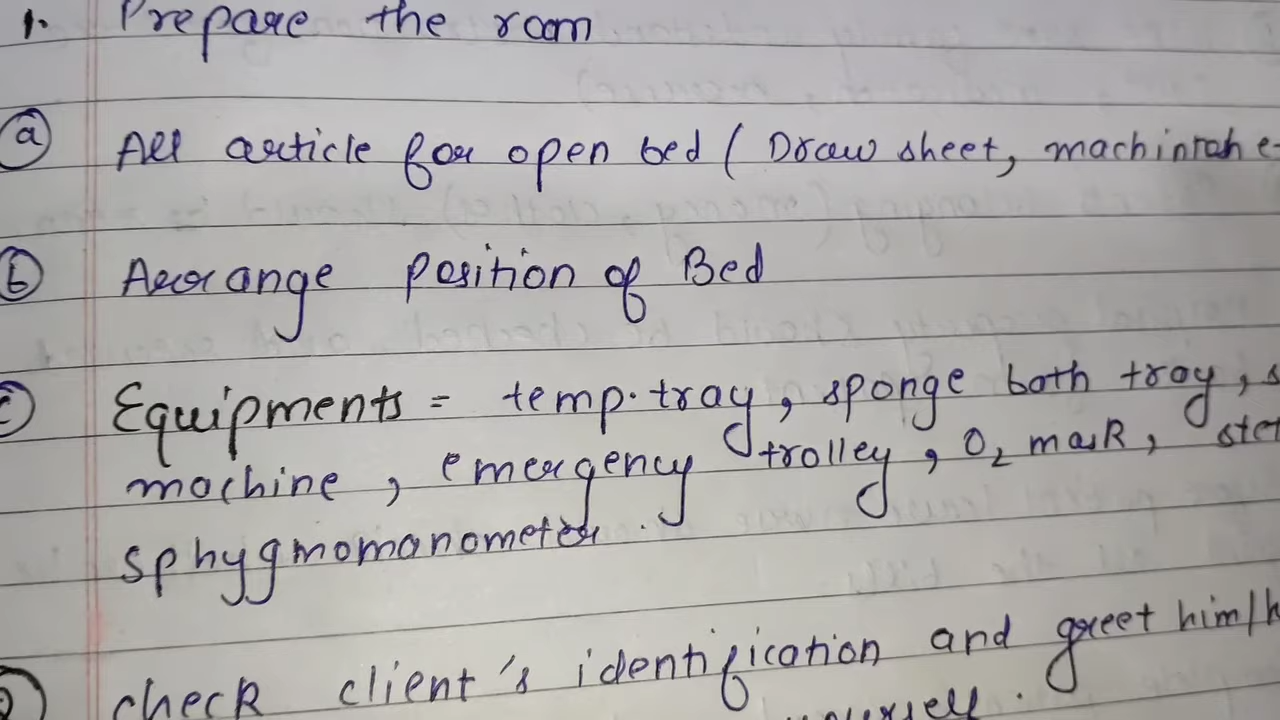 1. Prepare the room
a All article for open bed ( Draw sheet,
b Arrange position of Bed
c Equipments = temp. tray, sponge bath tray, s
machine, emergency trolley, O2 mask, stet
sphygmomanometer.
check client's identification and greet him/h